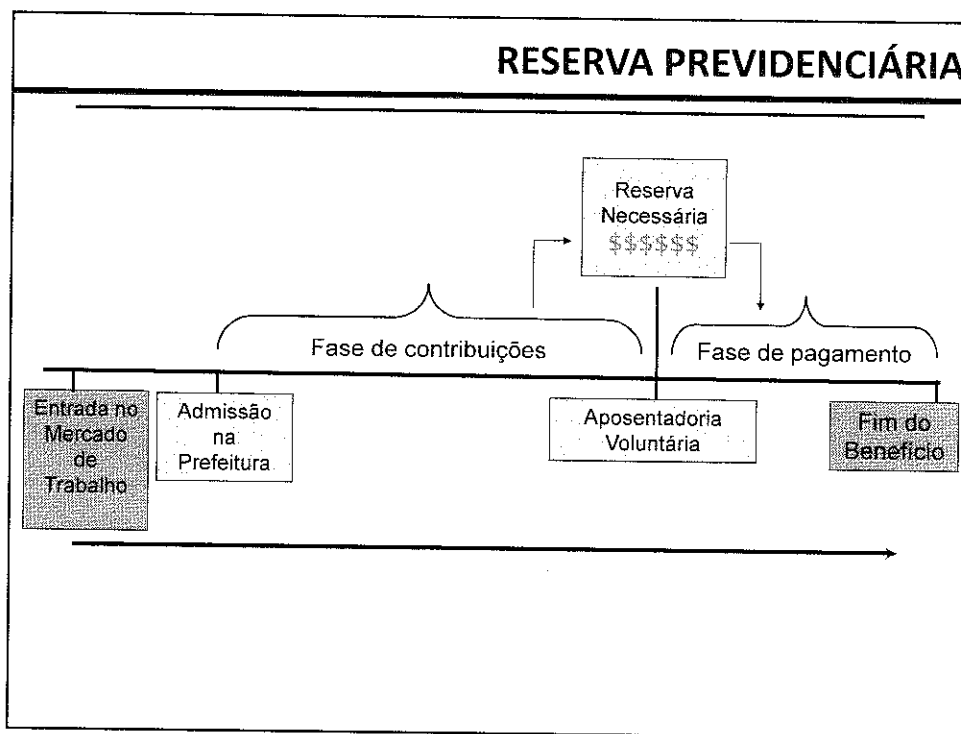 RESERVA PREVIDENCIÁRIA
Reserva
Necessária
$$$$$$
Fase de contribuições
Fase de pagamento
Entrada no
Mercado
de
Trabalho
Admissão
na
Prefeitura
Aposentadoria
Voluntária
Fim do
Benefício